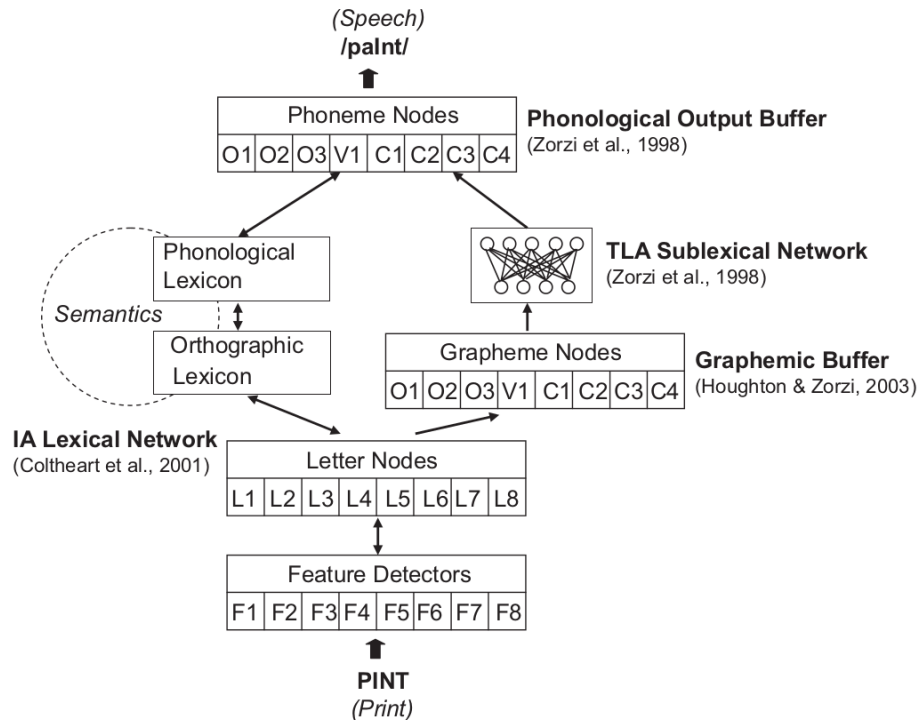 (Speech)
/paInt/
Phoneme Nodes
O1 O2 O3 V1 C1 C2 C3 C4
Phonological Output Buffer
(Zorzi et al., 1998)
Phonological
Lexicon
Semantics
Orthographic
Lexicon
TLA Sublexical Network
(Zorzi et al., 1998)
Grapheme Nodes
O1 O2 O3 V1 C1 C2 C3 C4
Graphemic Buffer
(Houghton & Zorzi, 2003)
IA Lexical Network
(Coltheart et al., 2001)
Letter Nodes
L1 L2 L3 L4 L5 L6 L7 L8
Feature Detectors
F1 F2 F3 F4 F5 F6 F7 F8
PINT
(Print)